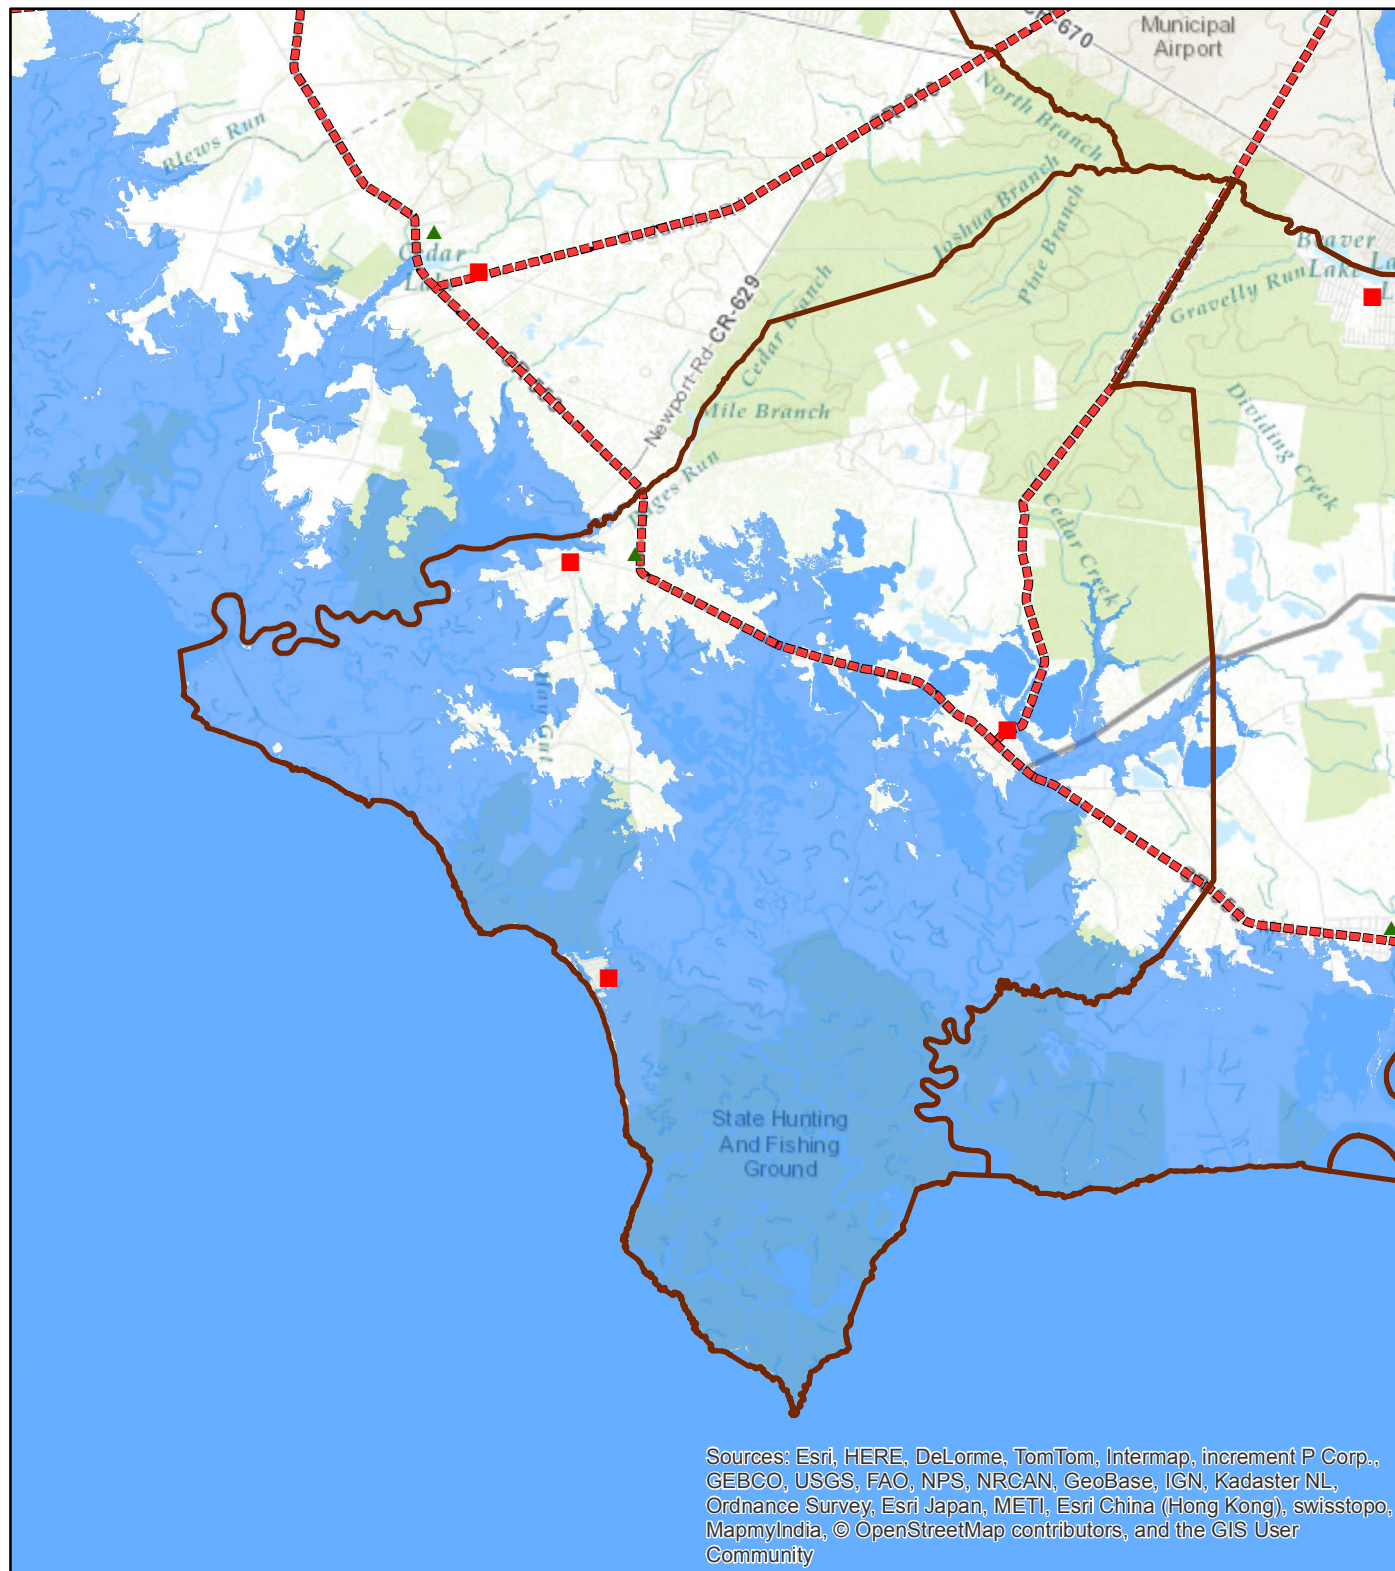 CR-670
Municipal
Airport
North Branch
Blews Run
Joshua Branch
Pine Branch
Cedar
Lake
Beaver
Lake
Gravelly Run
Newport-Rd-CR-629
Cedar Branch
Mile Branch
Dividing Creek
Cedar Creek
State Hunting
And Fishing
Ground
Sources: Esri, HERE, DeLorme, TomTom, Intermap, increment P Corp.,
GEBCO, USGS, FAO, NPS, NRCAN, GeoBase, IGN, Kadaster NL,
Ordnance Survey, Esri Japan, METI, Esri China (Hong Kong), swisstopo,
MapmyIndia, © OpenStreetMap contributors, and the GIS User
Community